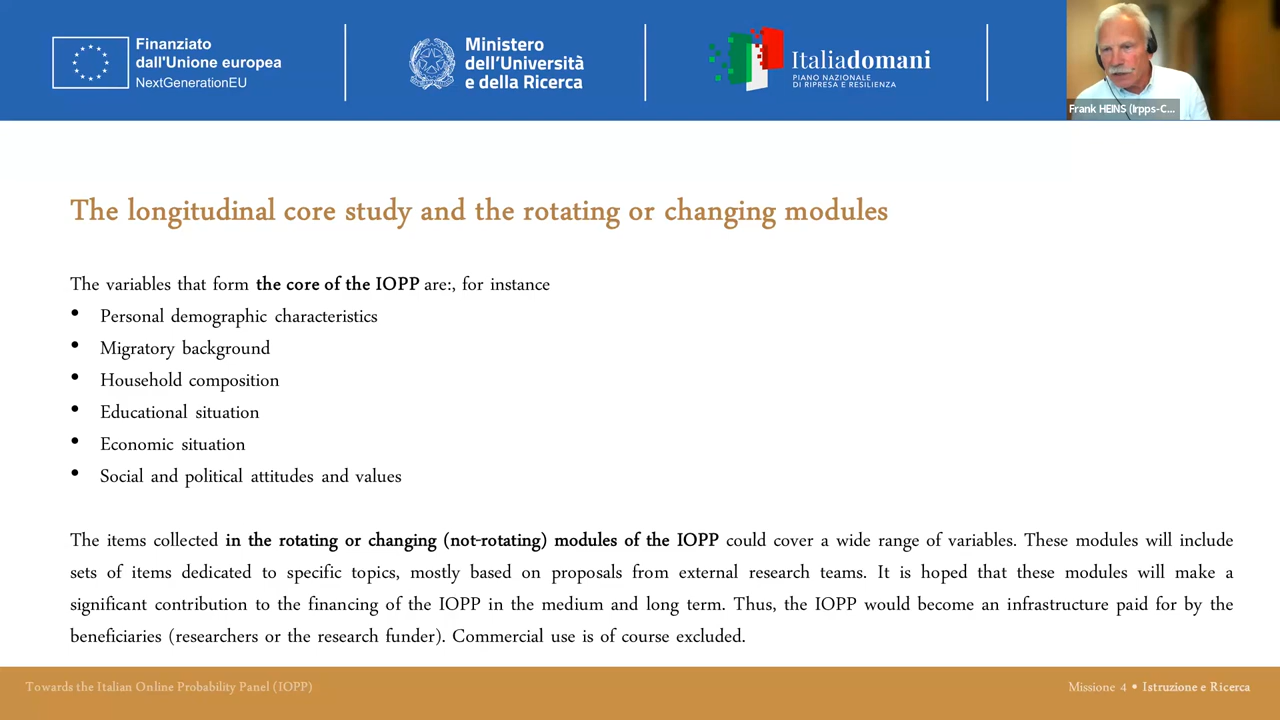 Finanziato
dall'Unione europea
NextGenerationEU
Ministero
dell'Università
e della Ricerca
Italiadomani
PIANO NAZIONALE
DI RIPRESA E RESILIENZA
Frank HEINS (Irpps-C...
The longitudinal core study and the rotating or changing modules
The variables that form the core of the IOPP are:, for instance
• Personal demographic characteristics
• Migratory background
• Household composition
• Educational situation
• Economic situation
• Social and political attitudes and values
The items collected in the rotating or changing (not-rotating) modules of the IOPP could cover a wide range of variables. These modules will include
sets of items dedicated to specific topics, mostly based on proposals from external research teams. It is hoped that these modules will make a
significant contribution to the financing of the IOPP in the medium and long term. Thus, the IOPP would become an infrastructure paid for by the
beneficiaries (researchers or the research funder). Commercial use is of course excluded.
Towards the Italian Online Probability Panel (IOPP)
Missione 4 • Istruzione e Ricerca